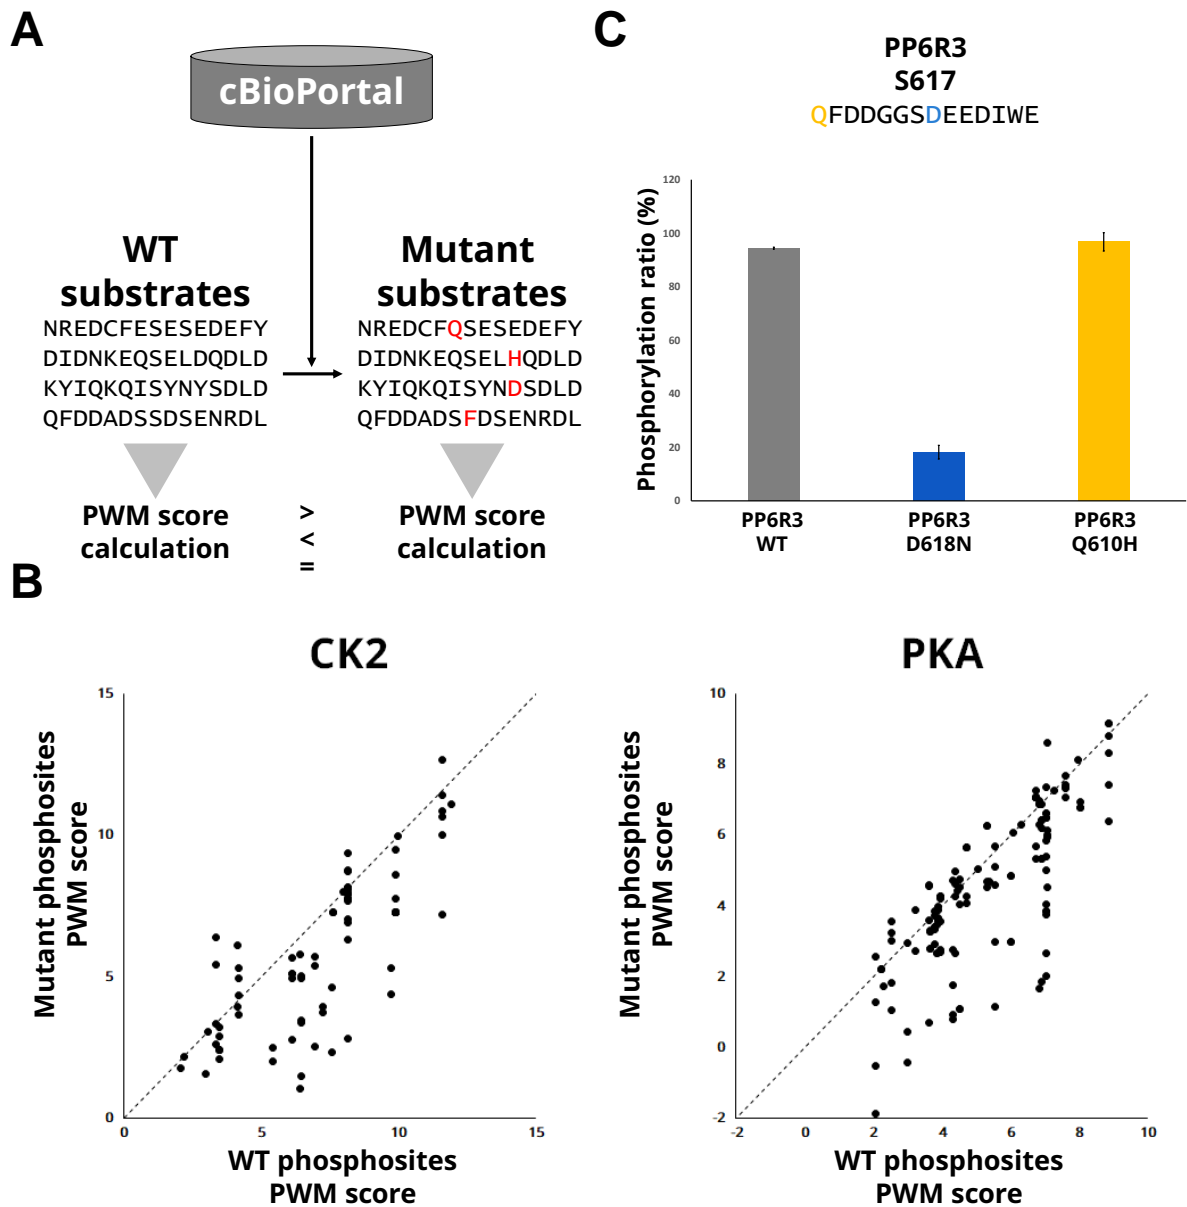 A
cBioPortal
WT
substrates
NREDCFESESEDEFY
DIDNKEQSELDQDLD
KYIQKQISYNYSDLD
QFDDADSSDSENRDL
Mutant
substrates
NREDCFQSESEDEFY
DIDNKEQSELHQDLD
KYIQKQISYNDSDLD
QFDDADSFDSENRDL
PWM score
calculation
>
<
=
PWM score
calculation
C
PP6R3
S617
QFDDGGSDEEDIWE
Phosphorylation ratio (%)
120
100
80
60
40
20
0
PP6R3
WT
PP6R3
D618N
PP6R3
Q610H
B
CK2
Mutant phosphosites
PWM score
15
10
5
0
0 5 10 15
WT phosphosites
PWM score
PKA
Mutant phosphosites
PWM score
10
8
6
4
2
0
-2
-2 0 2 4 6 8 10
WT phosphosites
PWM score